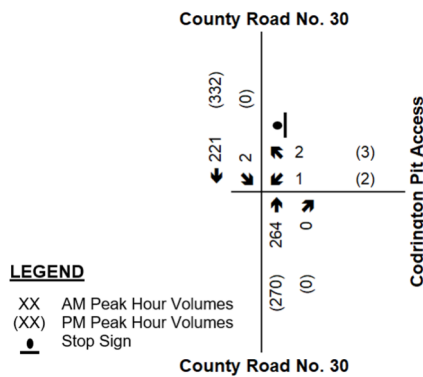 County Road No. 30
(332)
(0)
221
2
2 (3)
1 (2)
Codrington Pit Access
264
0
(270)
(0)
LEGEND
XX AM Peak Hour Volumes
(XX) PM Peak Hour Volumes
Stop Sign
County Road No. 30